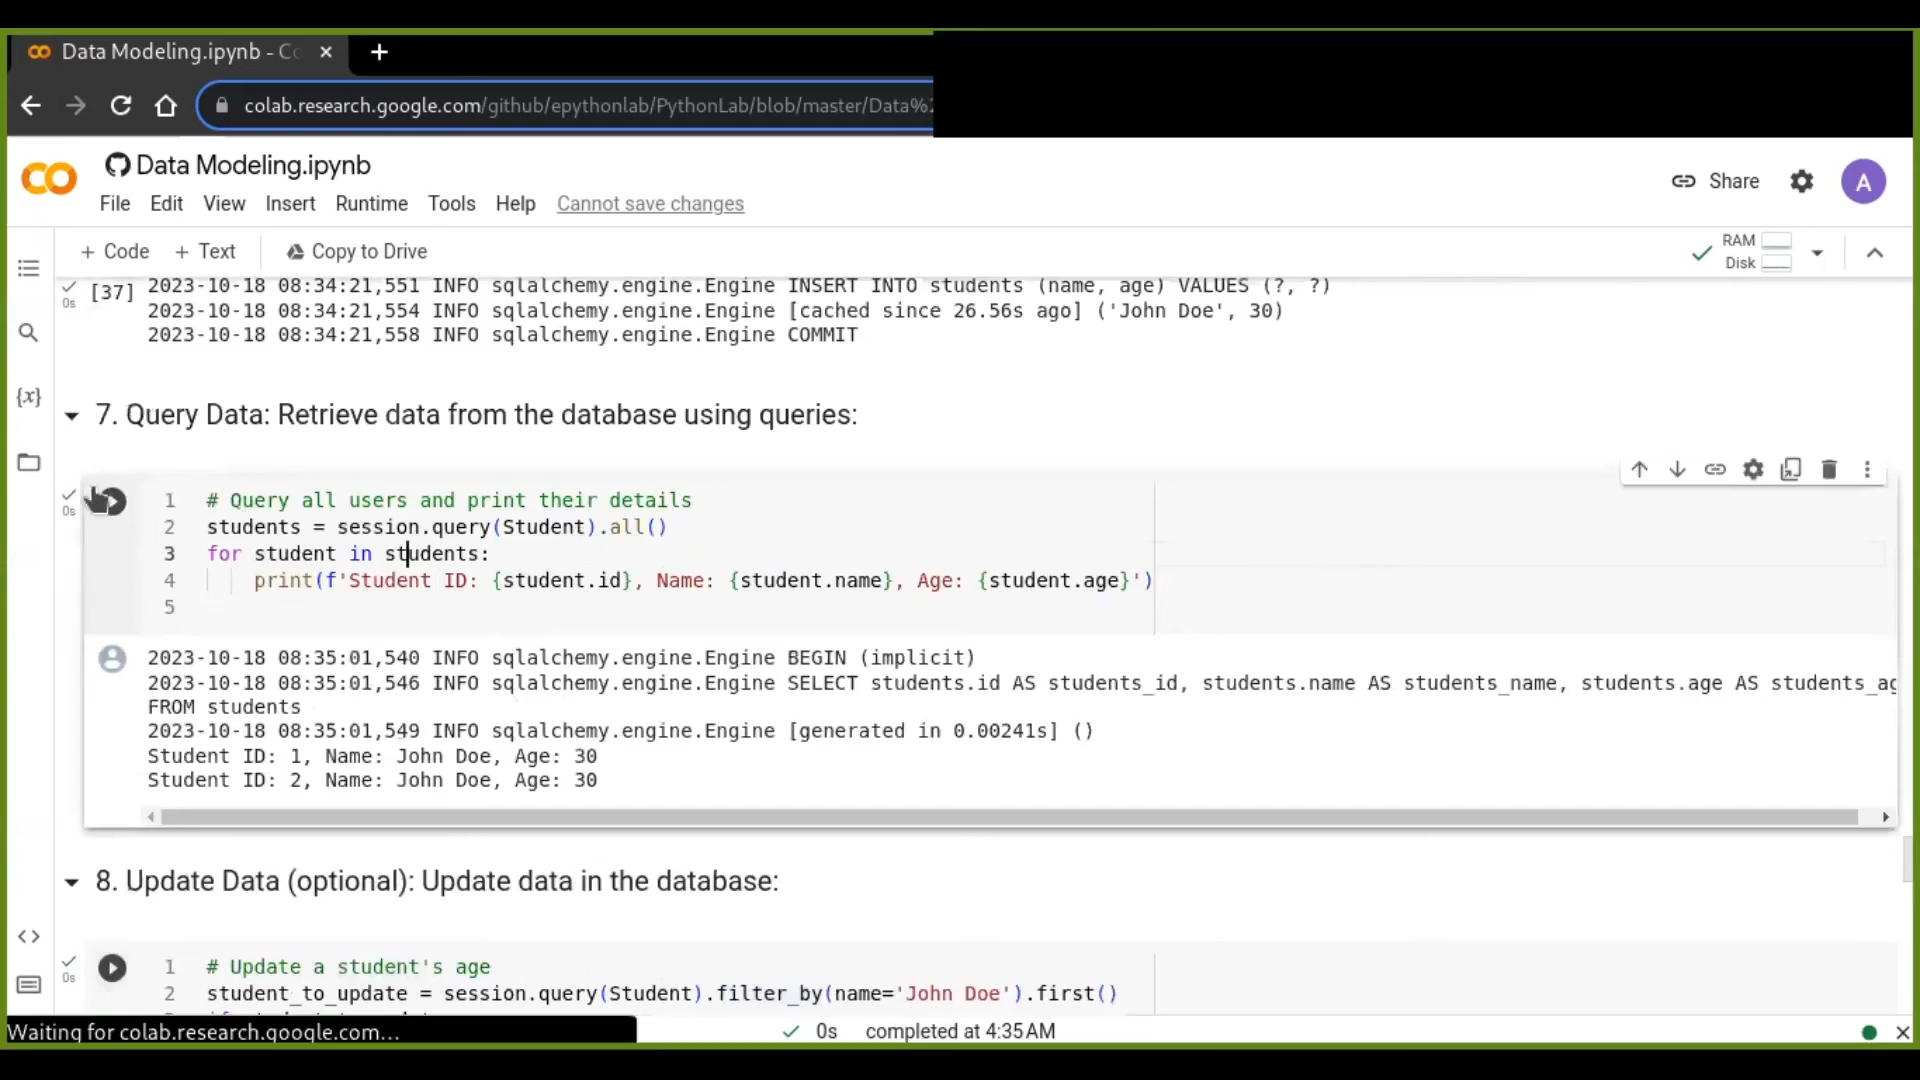 Data Modeling.ipynb - Co
colab.research.google.com/github/epythonlab/PythonLab/blob/master/Data%2
Data Modeling.ipynb
Share
A
File Edit View Insert Runtime Tools Help Cannot save changes
+ Code + Text Copy to Drive
RAM
Disk
0s
[37] 2023-10-18 08:34:21,551 INFO sqlalchemy.engine.Engine INSERT INTO students (name, age) VALUES (?, ?)
2023-10-18 08:34:21,554 INFO sqlalchemy.engine.Engine [cached since 26.56s ago] ('John Doe', 30)
2023-10-18 08:34:21,558 INFO sqlalchemy.engine.Engine COMMIT
{x}
7. Query Data: Retrieve data from the database using queries:
0s
1 # Query all users and print their details
2 students = session.query(Student).all()
3 for student in students:
4 print(f'Student ID: {student.id}, Name: {student.name}, Age: {student.age}')
5
2023-10-18 08:35:01,540 INFO sqlalchemy.engine.Engine BEGIN (implicit)
2023-10-18 08:35:01,546 INFO sqlalchemy.engine.Engine SELECT students.id AS students_id, students.name AS students_name, students.age AS students_ag
FROM students
2023-10-18 08:35:01,549 INFO sqlalchemy.engine.Engine [generated in 0.00241s] ()
Student ID: 1, Name: John Doe, Age: 30
Student ID: 2, Name: John Doe, Age: 30
8. Update Data (optional): Update data in the database:
0s
1 # Update a student's age
2 student_to_update = session.query(Student).filter_by(name='John Doe').first()
Waiting for colab.research.google.com...
0s completed at 4:35 AM